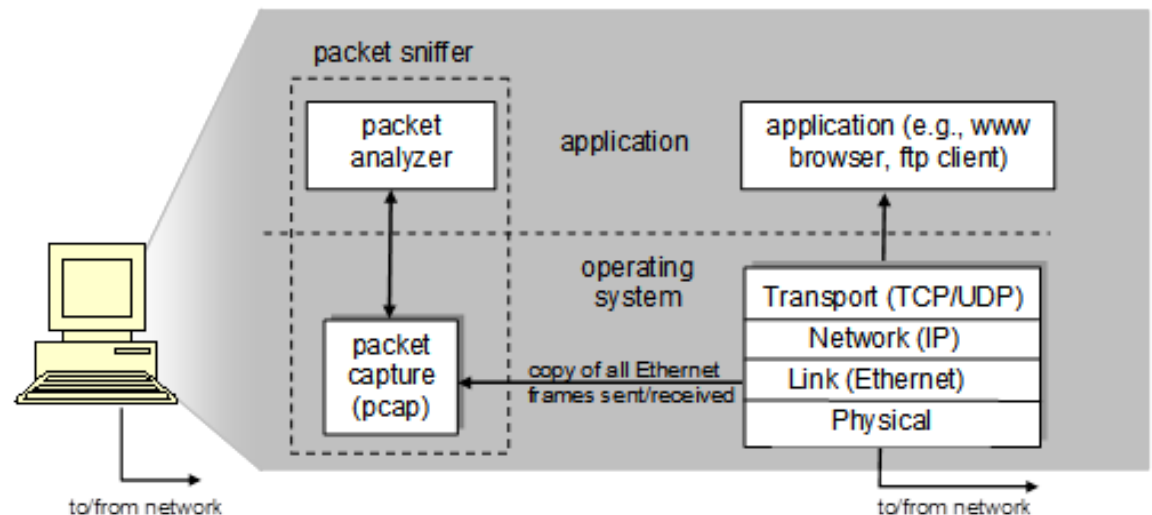 packet sniffer
packet
analyzer
application
application (e.g., www
browser, ftp client)
operating
system
packet
capture
(pcap)
copy of all Ethernet
frames sent/received
Transport (TCP/UDP)
Network (IP)
Link (Ethernet)
Physical
to/from network
to/from network